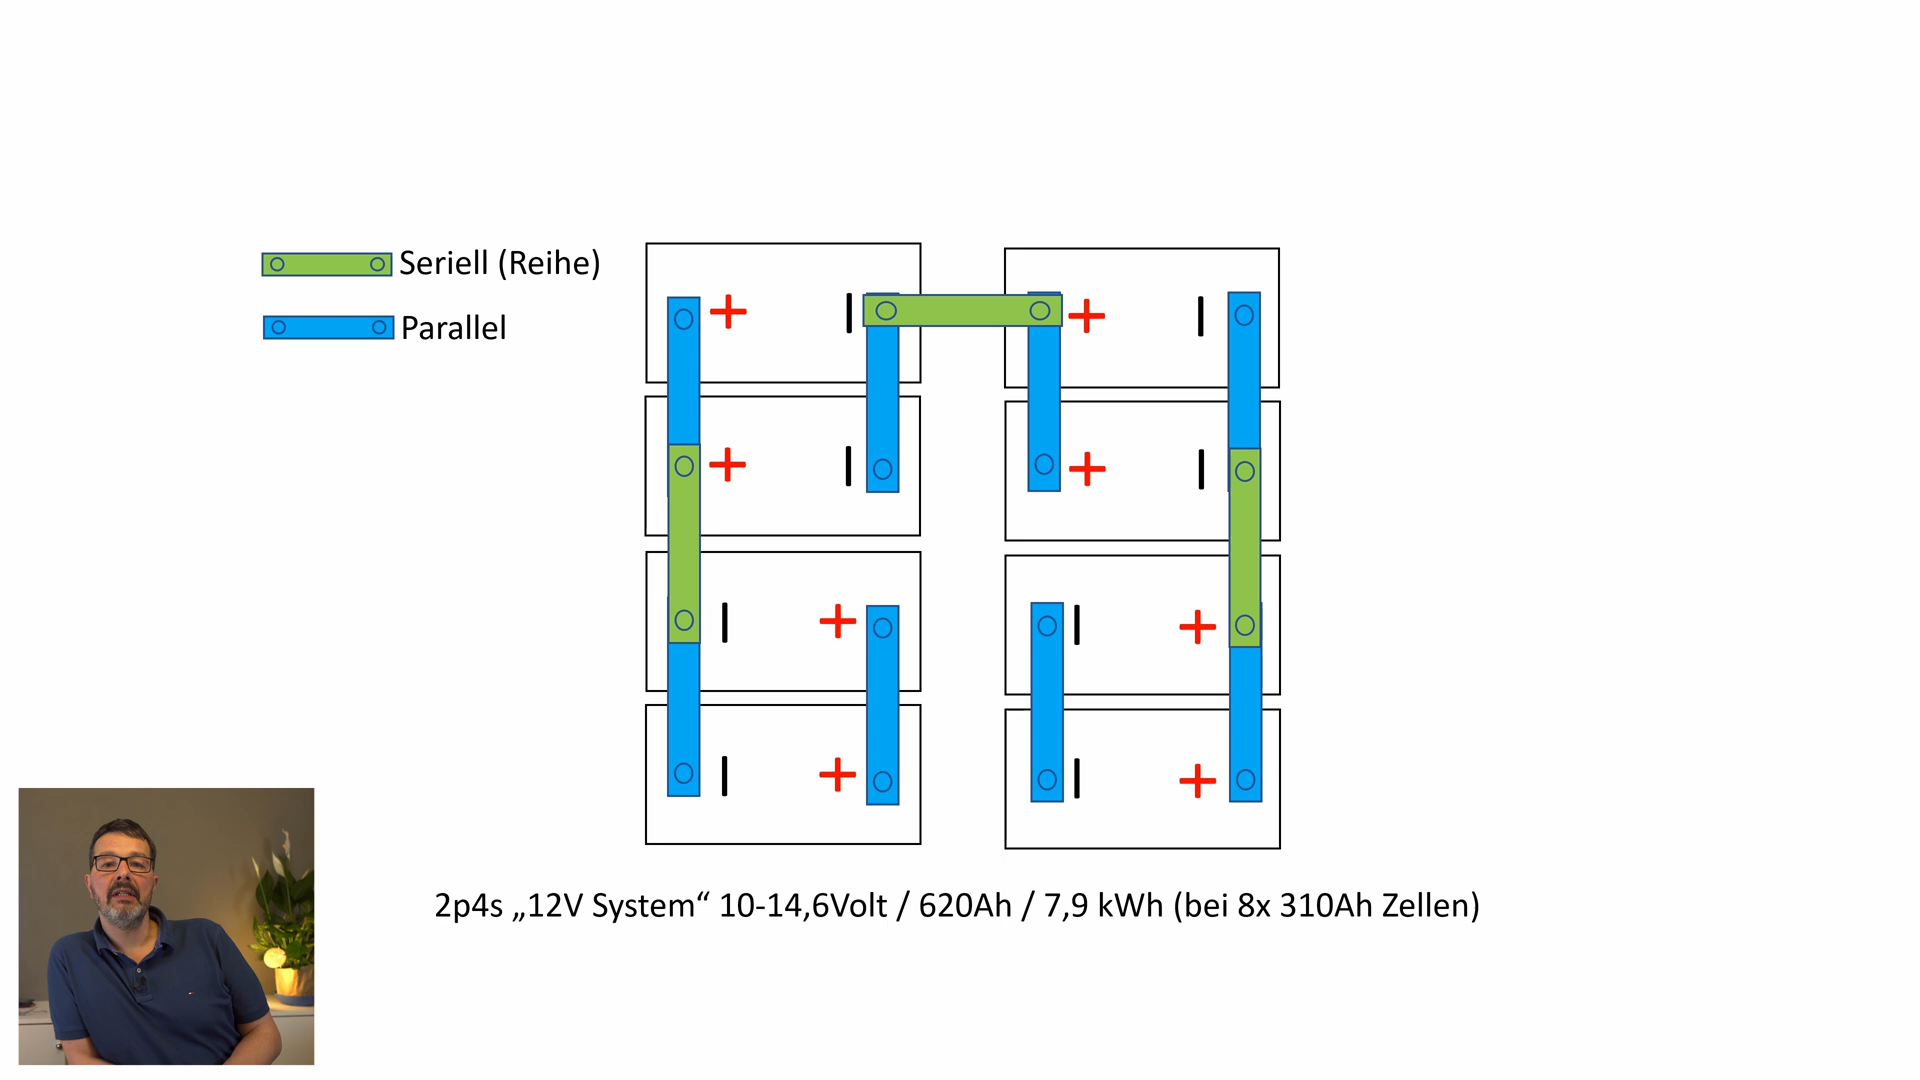 Seriell (Reihe)
Parallel
+ | + |
+ | + |
| + | +
| + | +
2p4s „12V System“ 10-14,6Volt / 620Ah / 7,9 kWh (bei 8x 310Ah Zellen)